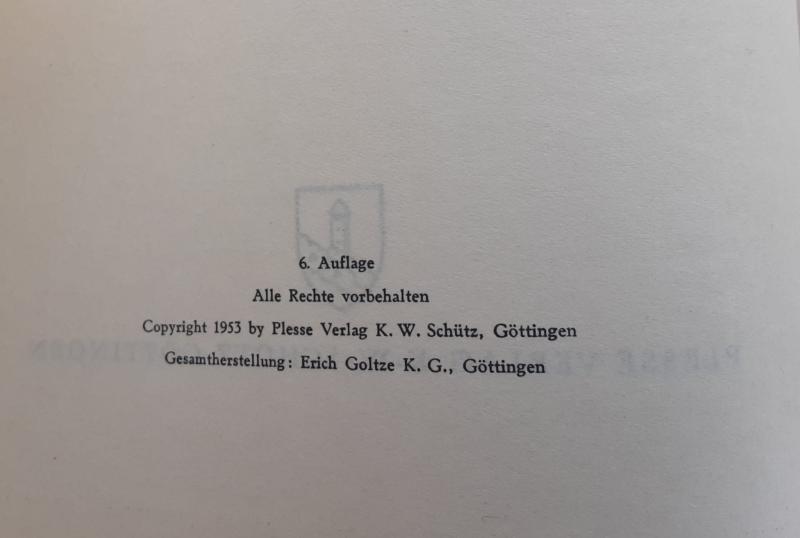 6. Auflage
Alle Rechte vorbehalten
Copyright 1953 by Plesse Verlag K. W. Schütz, Göttingen
Gesamtherstellung: Erich Goltze K. G., Göttingen